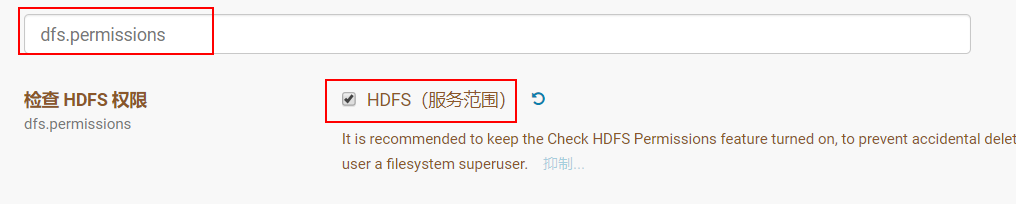 dfs.permissions
检查 HDFS 权限
HDFS（服务范围)
dfs.permissions
It is recommended to keep the Check HDFS Permissions feature turned on, to prevent accidental delet
user a filesystem superuser. 抑制...